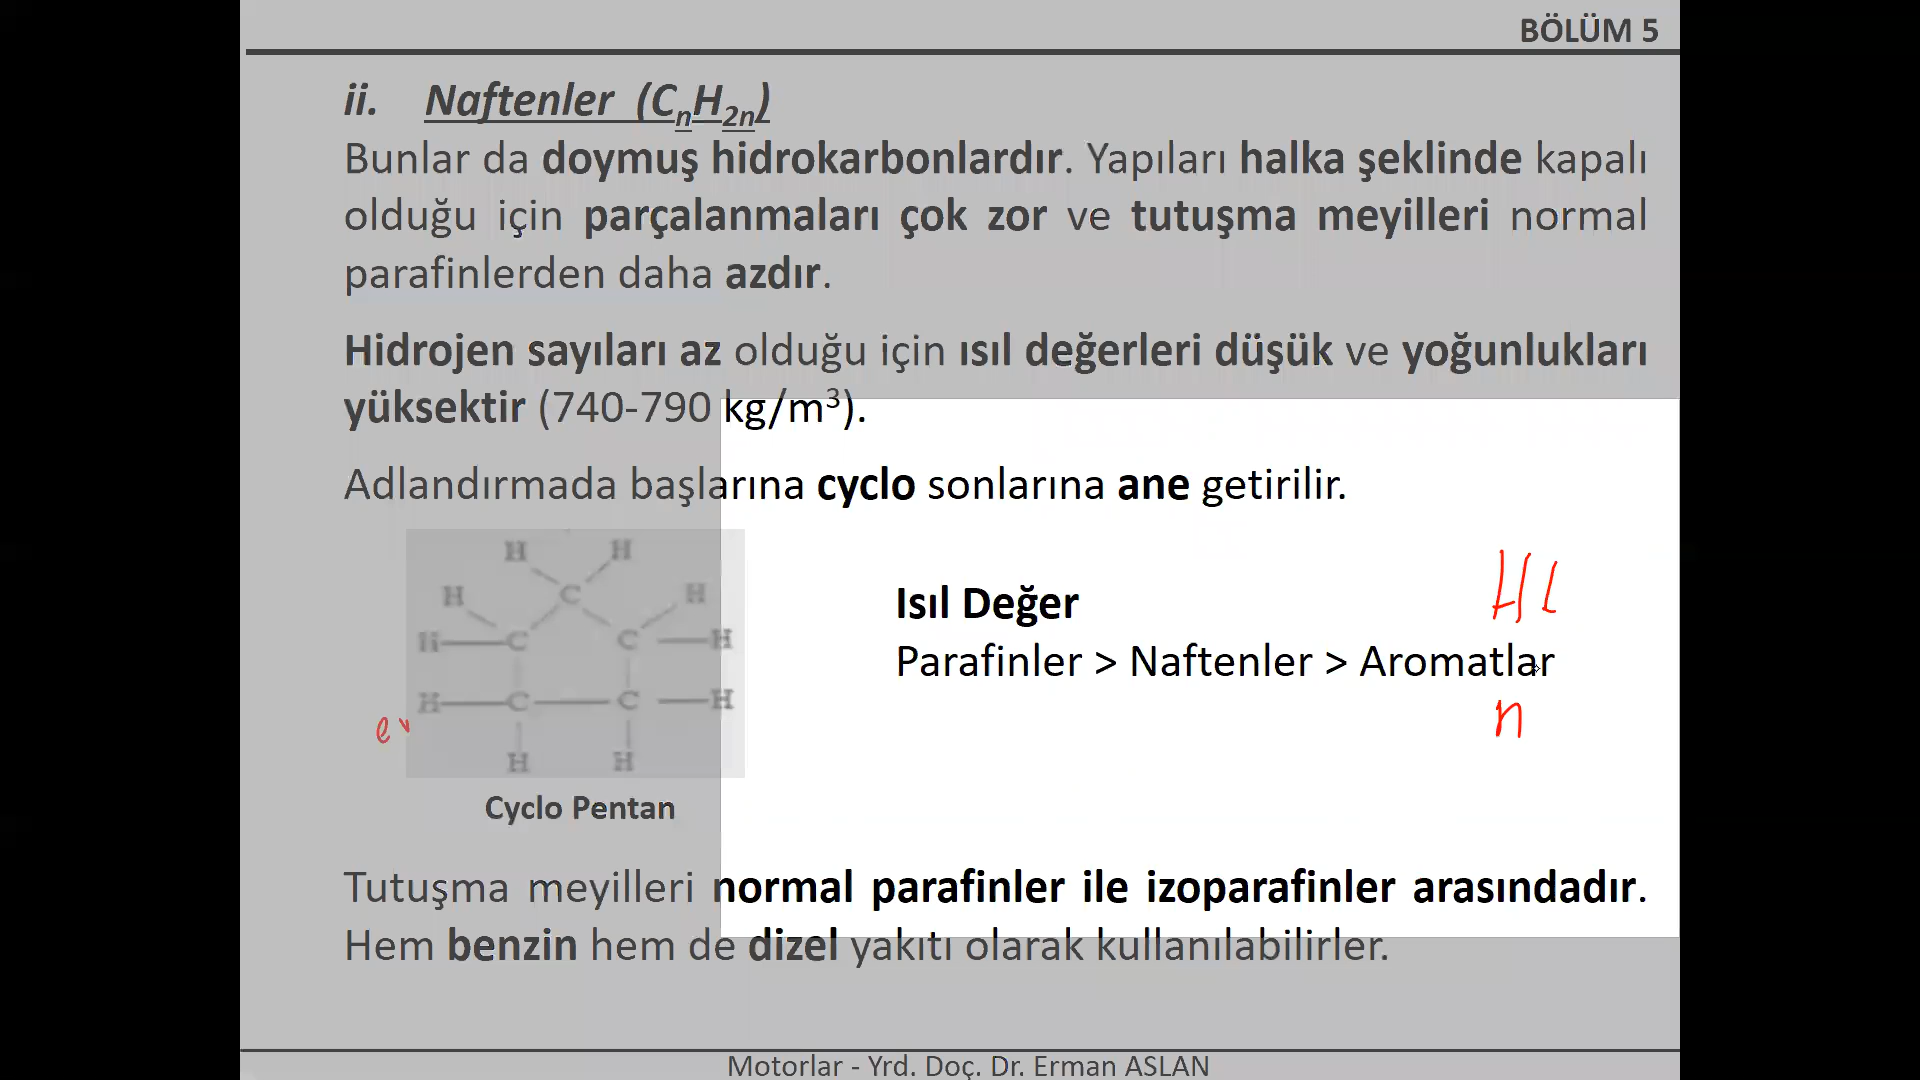 BÖLÜM 5
ii. Naftenler (CnH2n)
Bunlar da doymuş hidrokarbonlardır. Yapıları halka şeklinde kapalı
olduğu için parçalanmaları çok zor ve tutuşma meyilleri normal
parafinlerden daha azdır.
Hidrojen sayıları az olduğu için ısıl değerleri düşük ve yoğunlukları
yüksektir (740-790 kg/m³).
Adlandırmada başlarına cyclo sonlarına ane getirilir.
H H
H C H
H C C H
H C C H
H H
Cyclo Pentan
Isıl Değer
Parafinler > Naftenler > Aromatlar
n
Tutuşma meyilleri normal parafinler ile izoparafinler arasındadır.
Hem benzin hem de dizel yakıtı olarak kullanılabilirler.
Motorlar - Yrd. Doç. Dr. Erman ASLAN